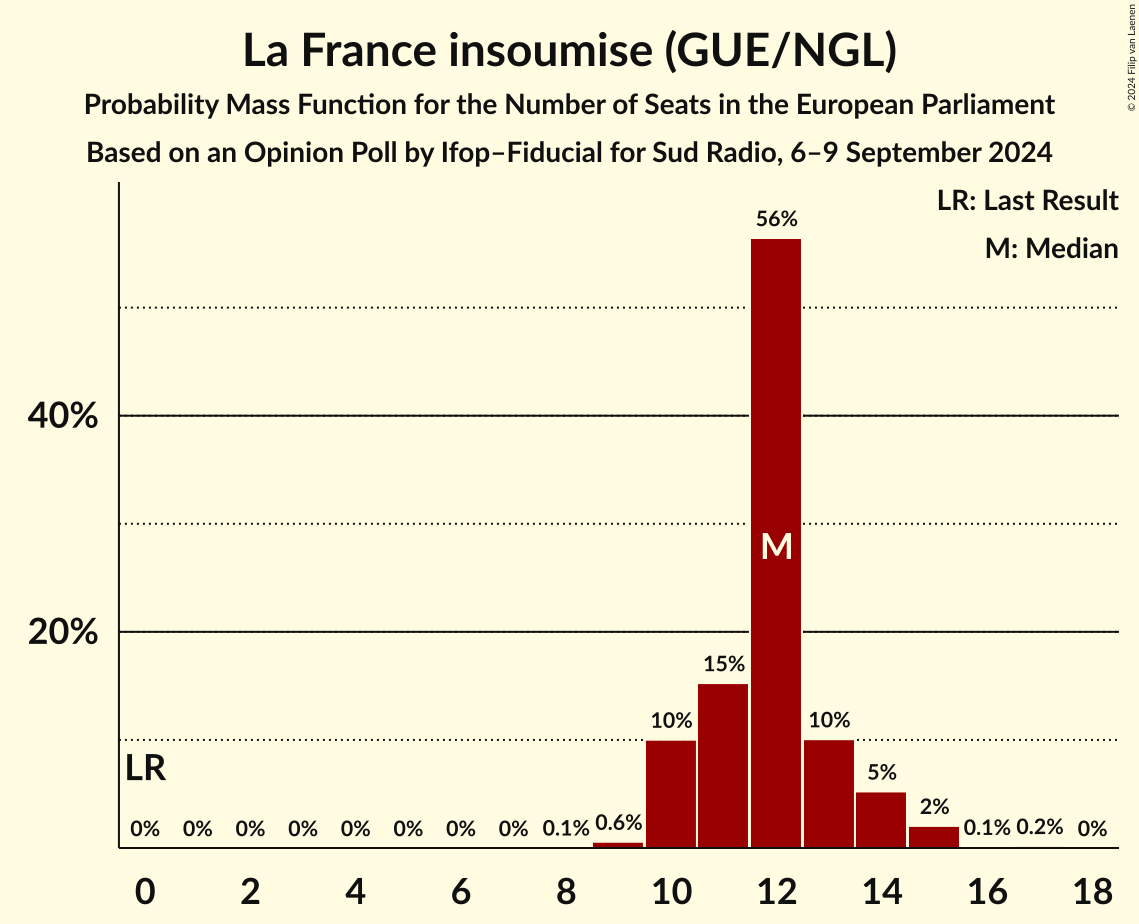 La France insoumise (GUE/NGL)
Probability Mass Function for the Number of Seats in the European Parliament
Based on an Opinion Poll by Ifop–Fiducial for Sud Radio, 6–9 September 2024
© 2024 Filip van Laenen
LR: Last Result
M: Median
56%
40%
M
20%
15%
10%
10%
LR
5%
2%
0% 0% 0% 0% 0% 0% 0% 0% 0.1% 0.6% 0.1% 0.2% 0%
0 2 4 6 8 10 12 14 16 18